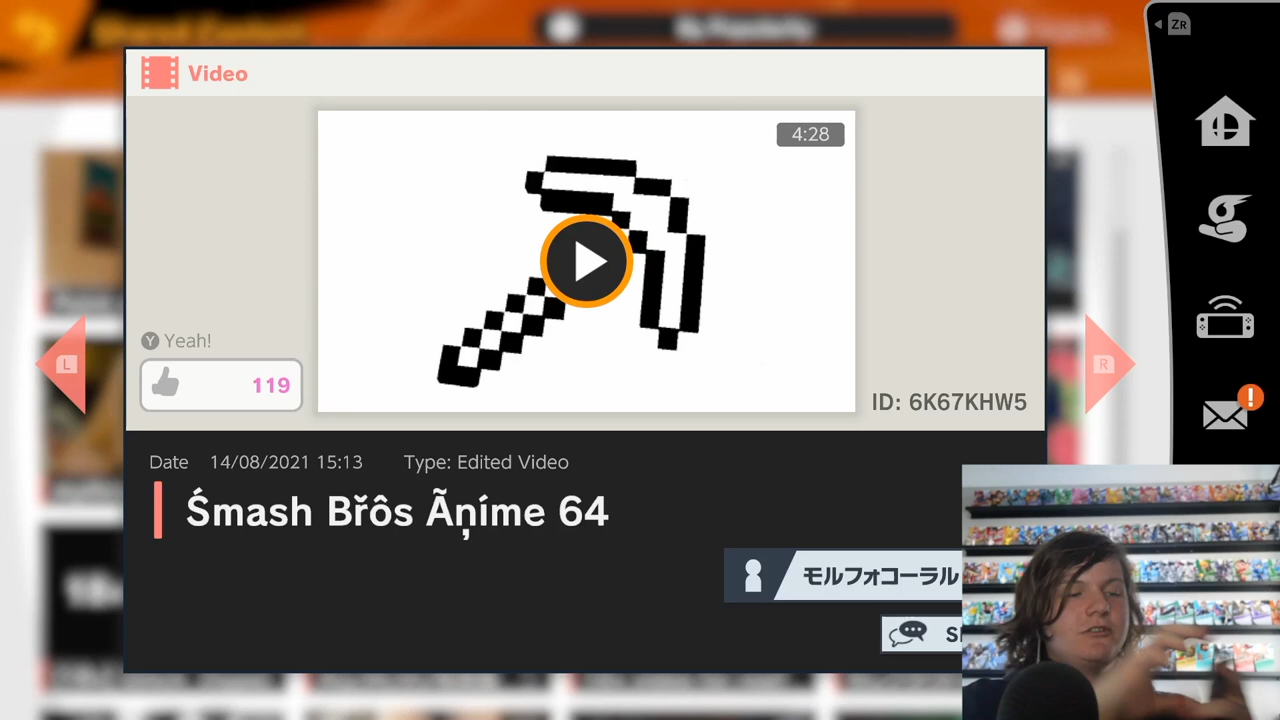 ZR
Video
4:28
Y Yeah!
119
L
R
ID: 6K67KHW5
!
Date 14/08/2021 15:13 Type: Edited Video
Śmash Břôs Ãņíme 64
モルフォコーラル